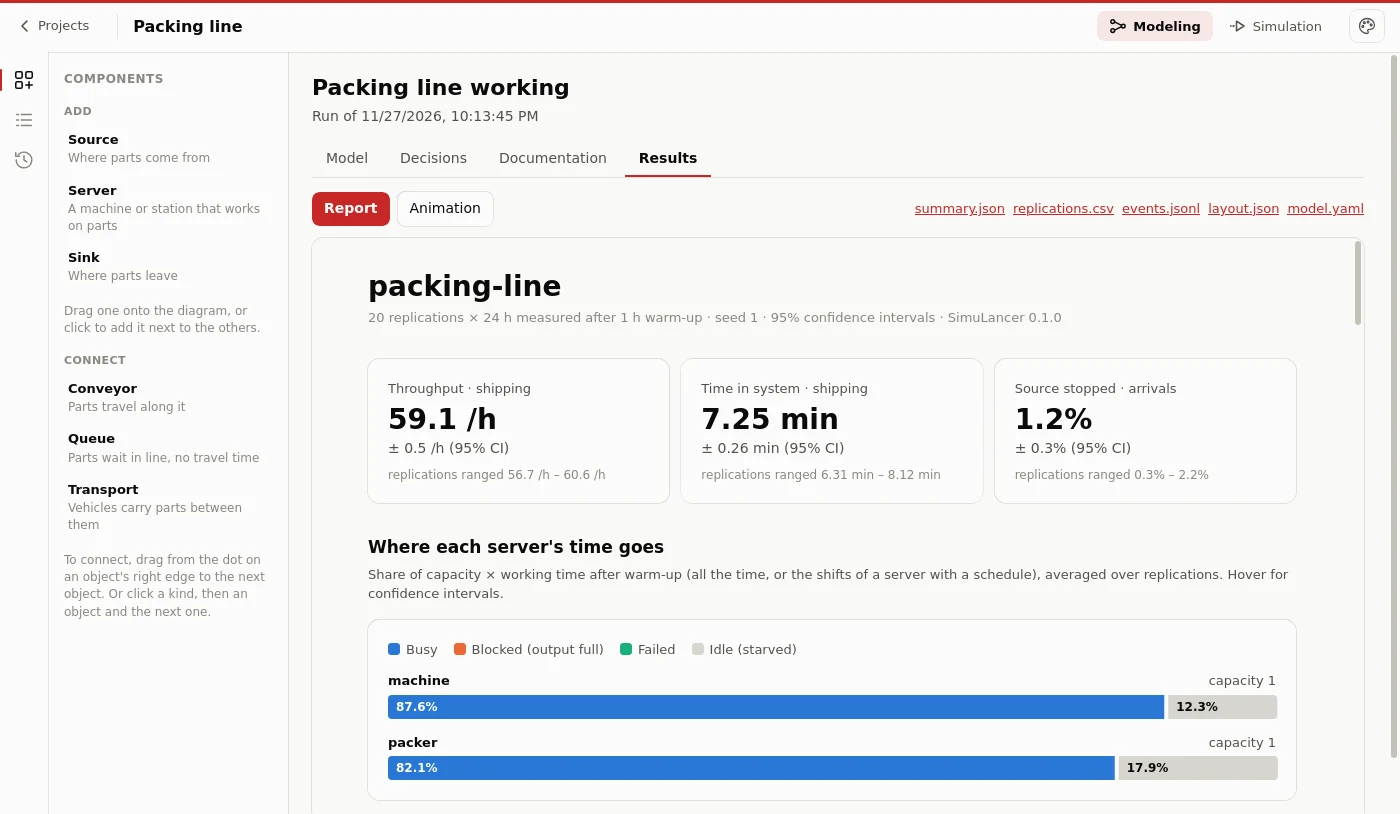 Projects
Packing line
Modeling
Simulation
COMPONENTS
ADD
Source
Where parts come from
Server
A machine or station that works
on parts
Sink
Where parts leave
Drag one onto the diagram, or
click to add it next to the others.
CONNECT
Conveyor
Parts travel along it
Queue
Parts wait in line, no travel time
Transport
Vehicles carry parts between
them
To connect, drag from the dot on
an object's right edge to the next
object. Or click a kind, then an
object and the next one.
Packing line working
Run of 11/27/2026, 10:13:45 PM
Model Decisions Documentation Results
Report Animation
summary.json replications.csv events.jsonl layout.json model.yaml
packing-line
20 replications × 24 h measured after 1 h warm-up · seed 1 · 95% confidence intervals · SimuLancer 0.1.0
Throughput · shipping
59.1 /h
± 0.5 /h (95% CI)
replications ranged 56.7 /h – 60.6 /h
Time in system · shipping
7.25 min
± 0.26 min (95% CI)
replications ranged 6.31 min – 8.12 min
Source stopped · arrivals
1.2%
± 0.3% (95% CI)
replications ranged 0.3% – 2.2%
Where each server's time goes
Share of capacity × working time after warm-up (all the time, or the shifts of a server with a schedule), averaged over replications. Hover for
confidence intervals.
Busy Blocked (output full) Failed Idle (starved)
machine capacity 1
87.6% 12.3%
packer capacity 1
82.1% 17.9%